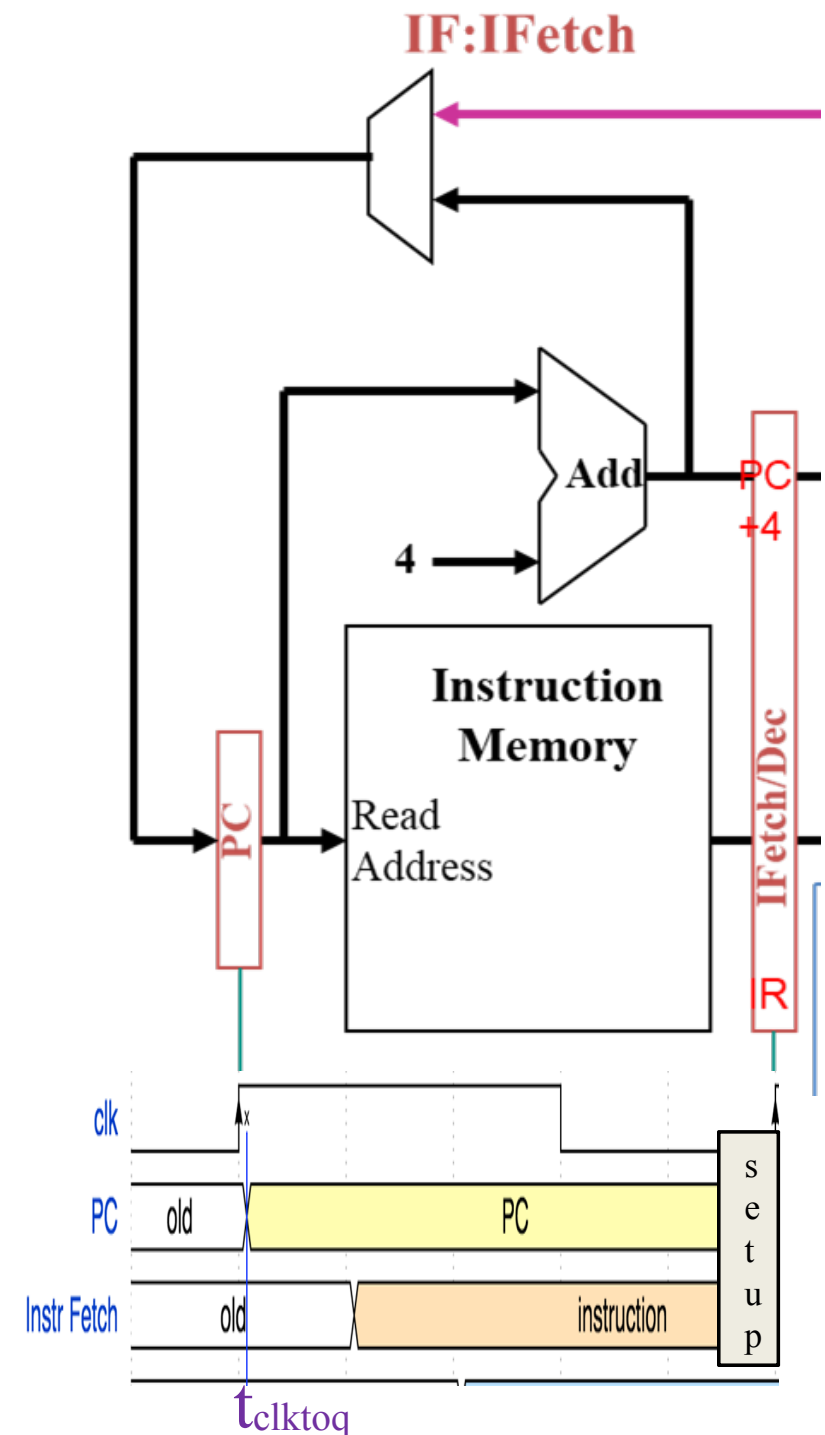 IF:IFetch
Add
PC
+4
4
Instruction
Memory
Read
Address
PC
IFetch/Dec
IR
clk
x
PC
old
PC
Instr Fetch
old
instruction
s
e
t
u
p
tclktoq